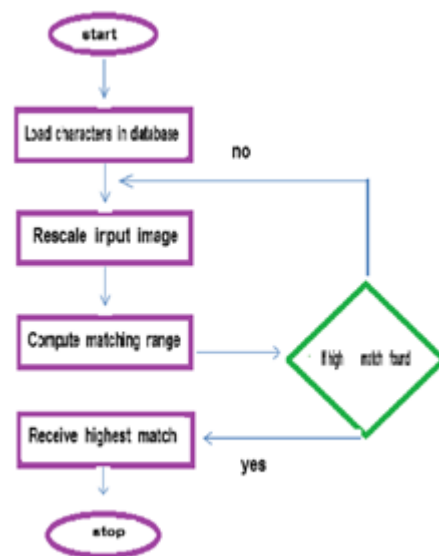 start
Load characters in database
no
Rescale input image
Compute matching range
If high match found
Receive highest match
yes
stop